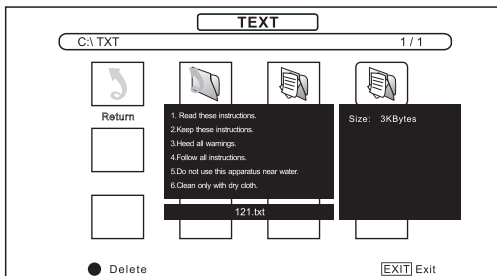 TEXT
C:\ TXT 1 / 1
Return
1. Read these instructions.
2.Keep these instructions.
3.Heed all warnings.
4.Follow all instructions.
5.Do not use this apparatus near water.
6.Clean only with dry cloth.
121.txt
Size: 3KBytes
Delete
EXIT Exit